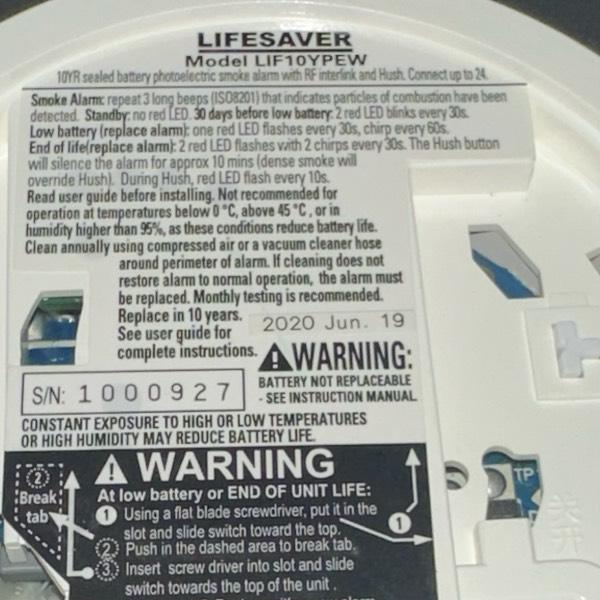 LIFESAVER
Model LIF10YPEW
10YR sealed battery photoelectric smoke alarm with RF interlink and Hush. Connect up to 24.
Smoke Alarm: repeat 3 long beeps (ISO8201) that indicates particles of combustion have been
detected. Standby: no red LED. 30 days before low battery: 2 red LED blinks every 30s.
Low battery (replace alarm): one red LED flashes every 30s, chirp every 60s.
End of life(replace alarm): 2 red LED flashes with 2 chirps every 30s. The Hush button
will silence the alarm for approx 10 mins (dense smoke will
override Hush). During Hush, red LED flash every 10s.
Read user guide before installing. Not recommended for
operation at temperatures below 0 °C, above 45 °C, or in
humidity higher than 95%, as these conditions reduce battery life.
Clean annually using compressed air or a vacuum cleaner hose
around perimeter of alarm. If cleaning does not
restore alarm to normal operation, the alarm must
be replaced. Monthly testing is recommended.
Replace in 10 years. 2020 Jun. 19
See user guide for
complete instructions.
WARNING:
BATTERY NOT REPLACEABLE
- SEE INSTRUCTION MANUAL
S/N: 1000927
CONSTANT EXPOSURE TO HIGH OR LOW TEMPERATURES
OR HIGH HUMIDITY MAY REDUCE BATTERY LIFE.
WARNING
At low battery or END OF UNIT LIFE:
1 Using a flat blade screwdriver, put it in the
slot and slide switch toward the top.
2 Push in the dashed area to break tab.
3. Insert screw driver into slot and slide
switch towards the top of the unit.
2
Break
tab
1
TP
关
开